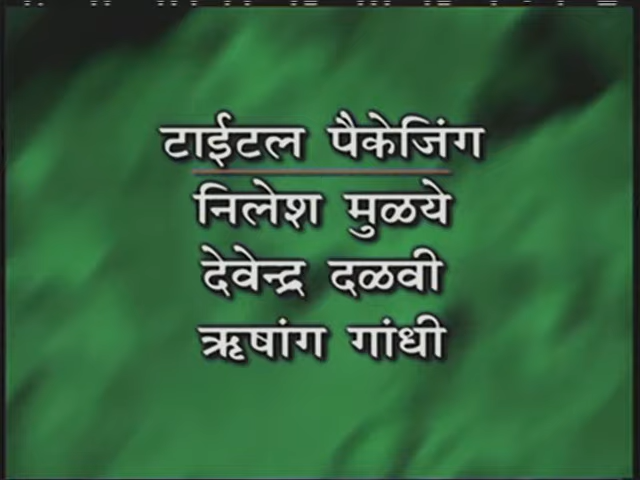 टाईटल पैकेजिंग
निलेश मुळये
देवेन्द्र दळवी
ऋषांग गांधी